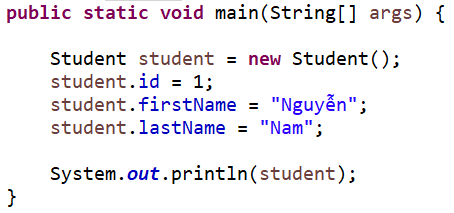 public static void main(String[] args) {
Student student = new Student();
student.id = 1;
student.firstName = "Nguyễn";
student.lastName = "Nam";
System.out.println(student);
}